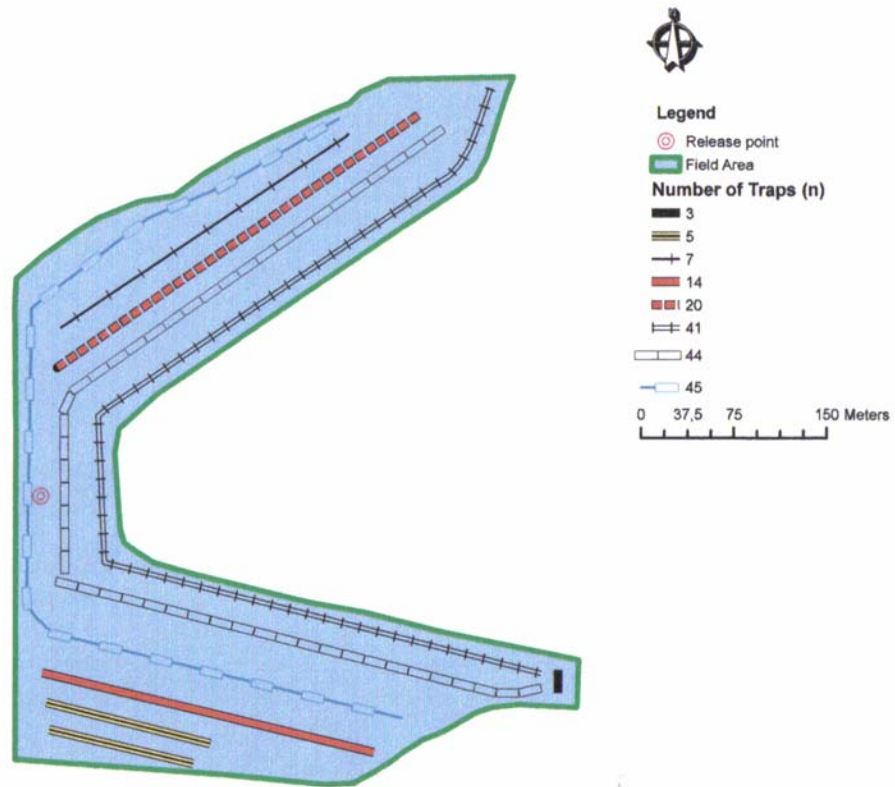 Legend
Release point
Field Area
Number of Traps (n)
3
5
7
14
20
41
44
45
0 37,5 75 150 Meters